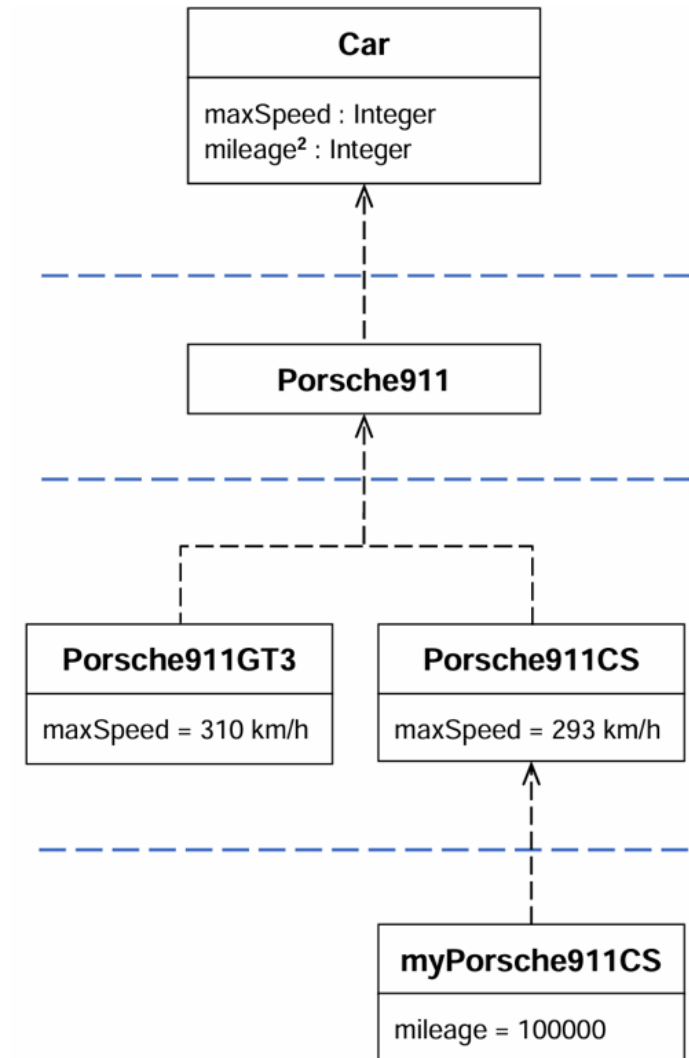 Car
maxSpeed : Integer
mileage² : Integer
Porsche911
Porsche911GT3
Porsche911CS
maxSpeed = 310 km/h
maxSpeed = 293 km/h
myPorsche911CS
mileage = 100000